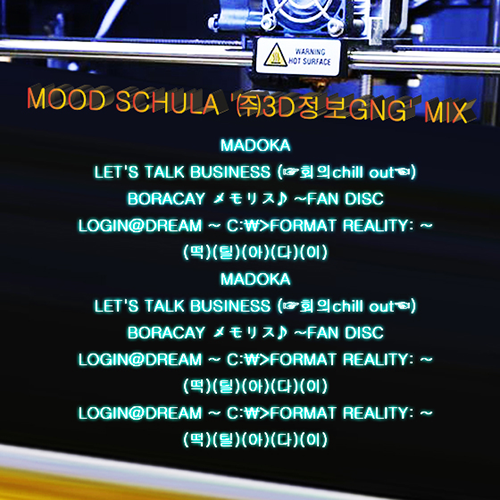 WARNING
HOT SURFACE
MOOD SCHULA '㈜3D정보GNG' MIX
MADOKA
LET'S TALK BUSINESS (☞회의chill out☜)
BORACAY メモリス♪ ~FAN DISC
LOGIN@DREAM ~ C:₩>FORMAT REALITY: ~
(떡)(틸)(아)(다)(이)
MADOKA
LET'S TALK BUSINESS (☞회의chill out☜)
BORACAY メモリス♪ ~FAN DISC
LOGIN@DREAM ~ C:₩>FORMAT REALITY: ~
(떡)(틸)(아)(다)(이)
LOGIN@DREAM ~ C:₩>FORMAT REALITY: ~
(떡)(틸)(아)(다)(이)